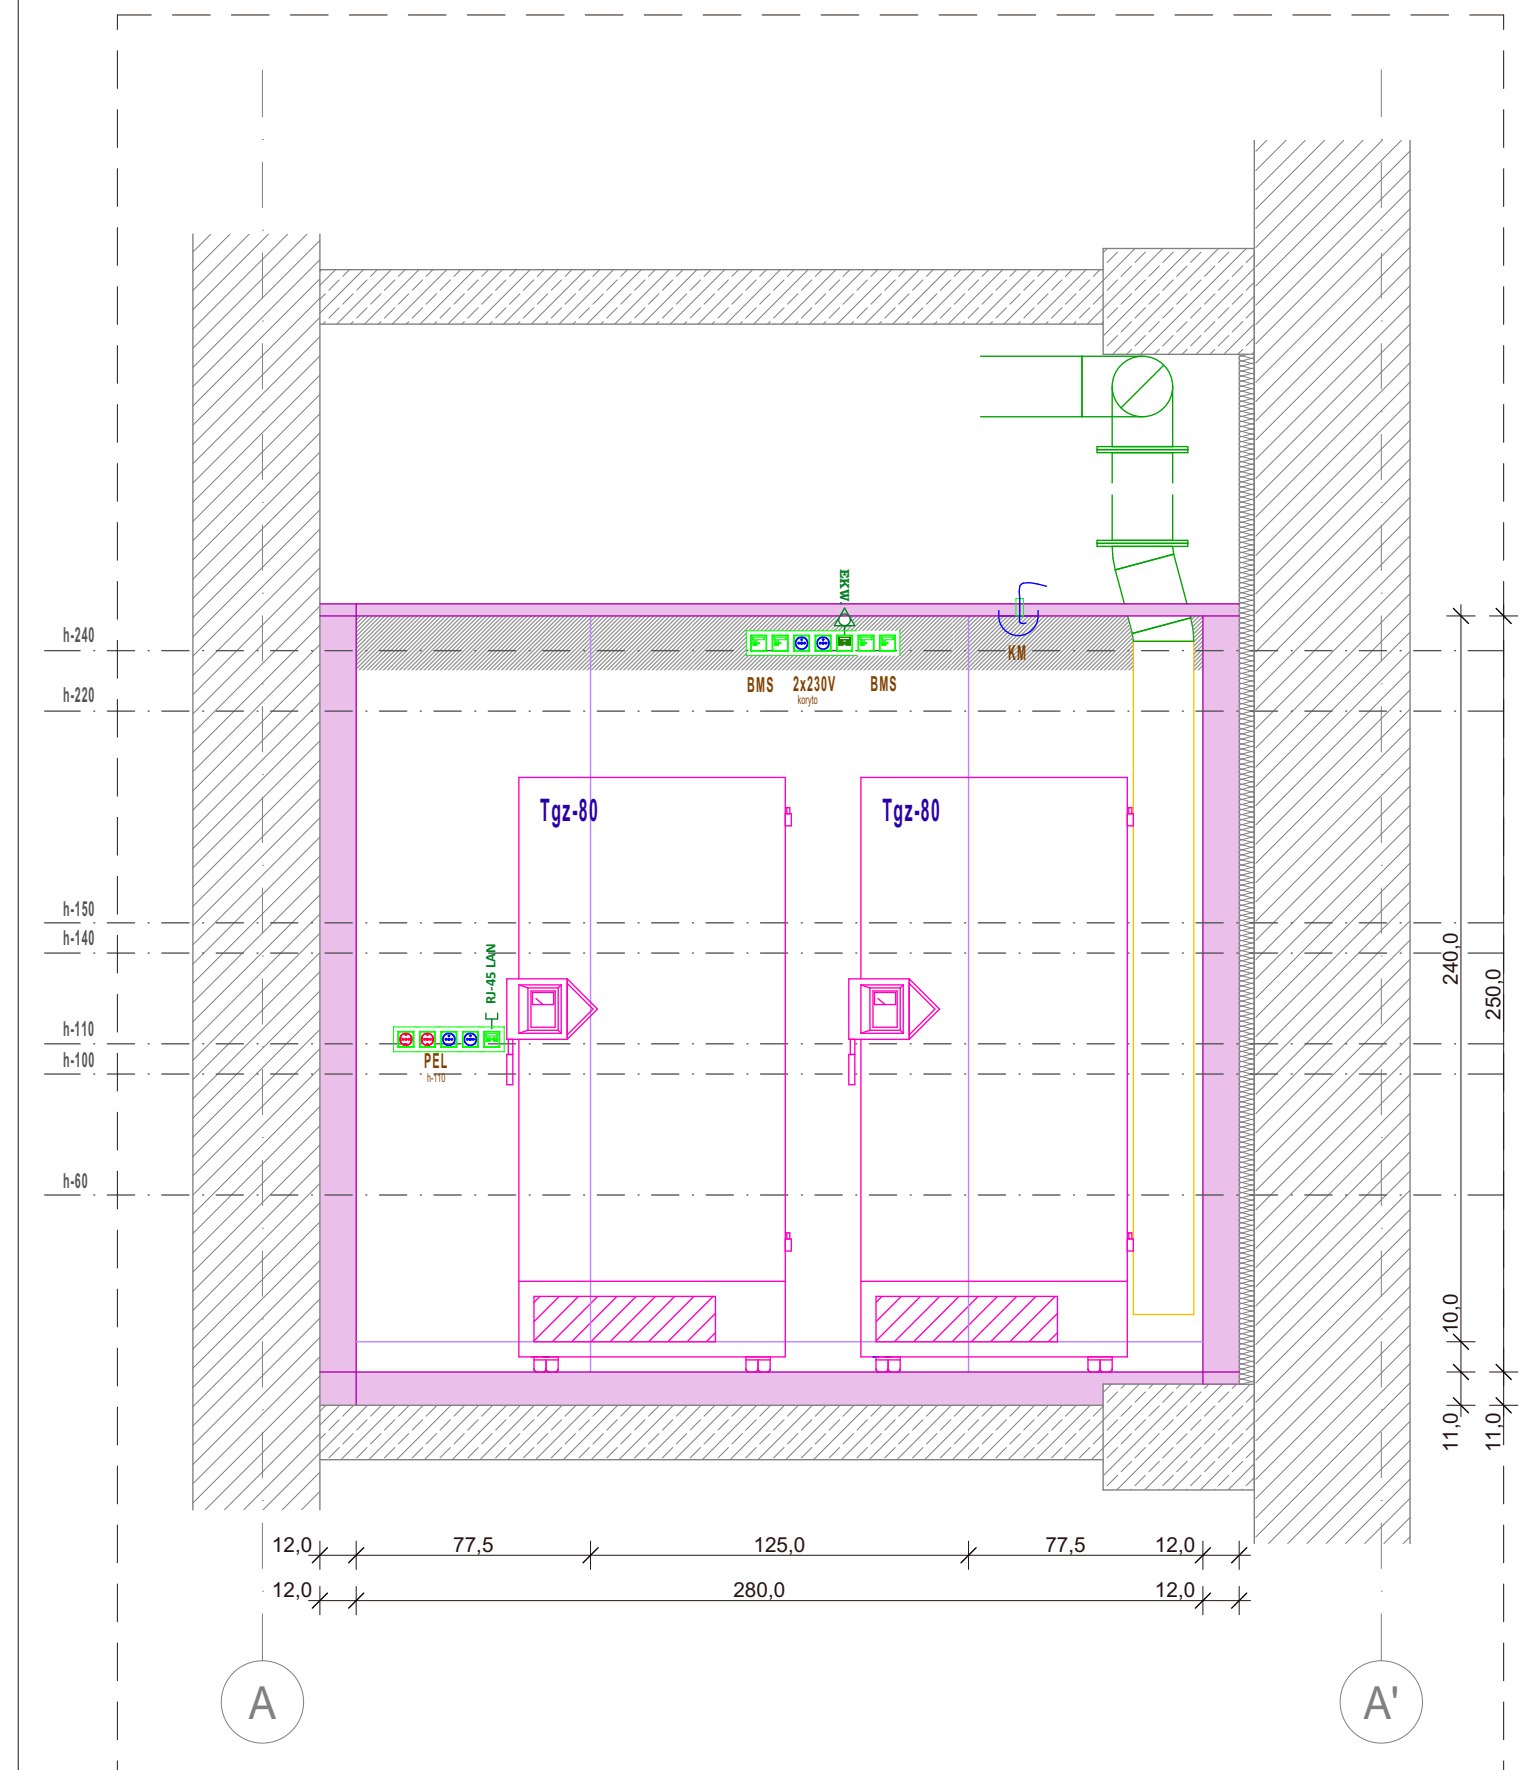 EKW
h-240
KM
BMS 2x230V BMS
koryto
h-220
Tgz-80 Tgz-80
h-150
h-140
RJ-45 LAN
240,0
250,0
h-110
PEL
h-110
h-100
h-60
10,0
11,0
11,0
12,0 77,5 125,0 77,5 12,0
12,0 280,0 12,0
A A'